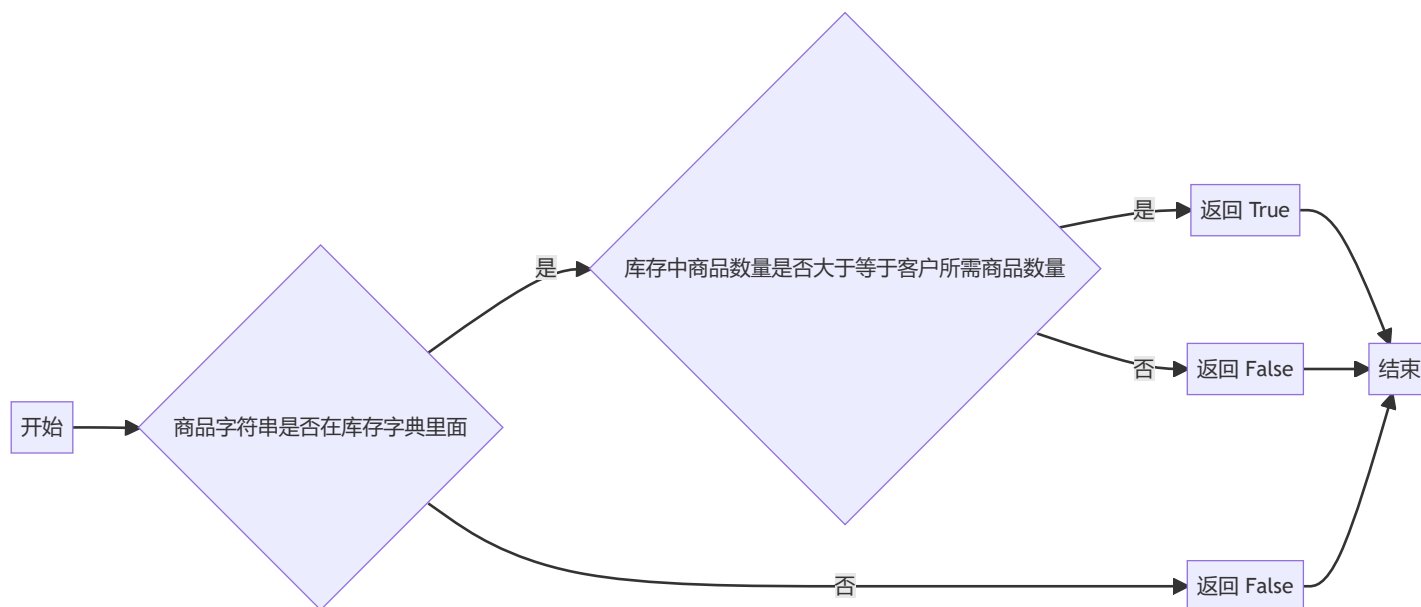 开始
商品字符串是否在库存字典里面
是
库存中商品数量是否大于等于客户所需商品数量
是
返回 True
否
返回 False
否
返回 False
结束